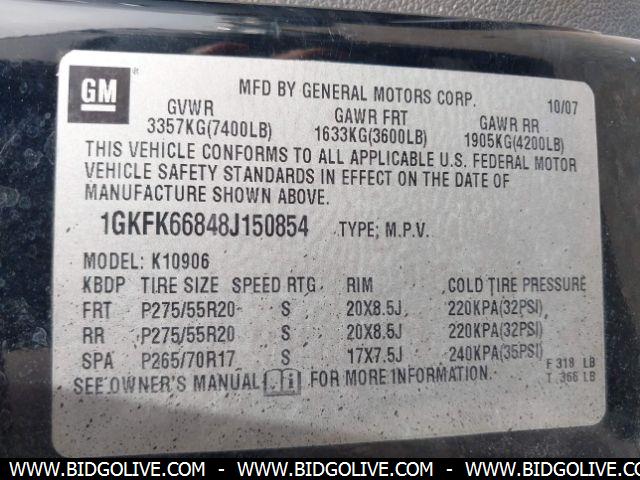 GM ®
MFD BY GENERAL MOTORS CORP. 10/07
GVWR GAWR FRT GAWR RR
3357KG(7400LB) 1633KG(3600LB) 1905KG(4200LB)
THIS VEHICLE CONFORMS TO ALL APPLICABLE U.S. FEDERAL MOTOR
VEHICLE SAFETY STANDARDS IN EFFECT ON THE DATE OF
MANUFACTURE SHOWN ABOVE.
1GKFK66848J150854 TYPE; M.P.V.
MODEL: K10906
KBDP TIRE SIZE SPEED RTG RIM COLD TIRE PRESSURE
FRT P275/55R20 S 20X8.5J 220KPA(32PSI)
RR P275/55R20 S 20X8.5J 220KPA(32PSI)
SPA P265/70R17 S 17X7.5J 240KPA(35PSI)
F 318 LB
SEE OWNER'S MANUAL FOR MORE INFORMATION. T 366 LB
WWW.BIDGOLIVE.COM - WWW.BIDGOLIVE.COM - WWW.BIDGOLIVE.COM